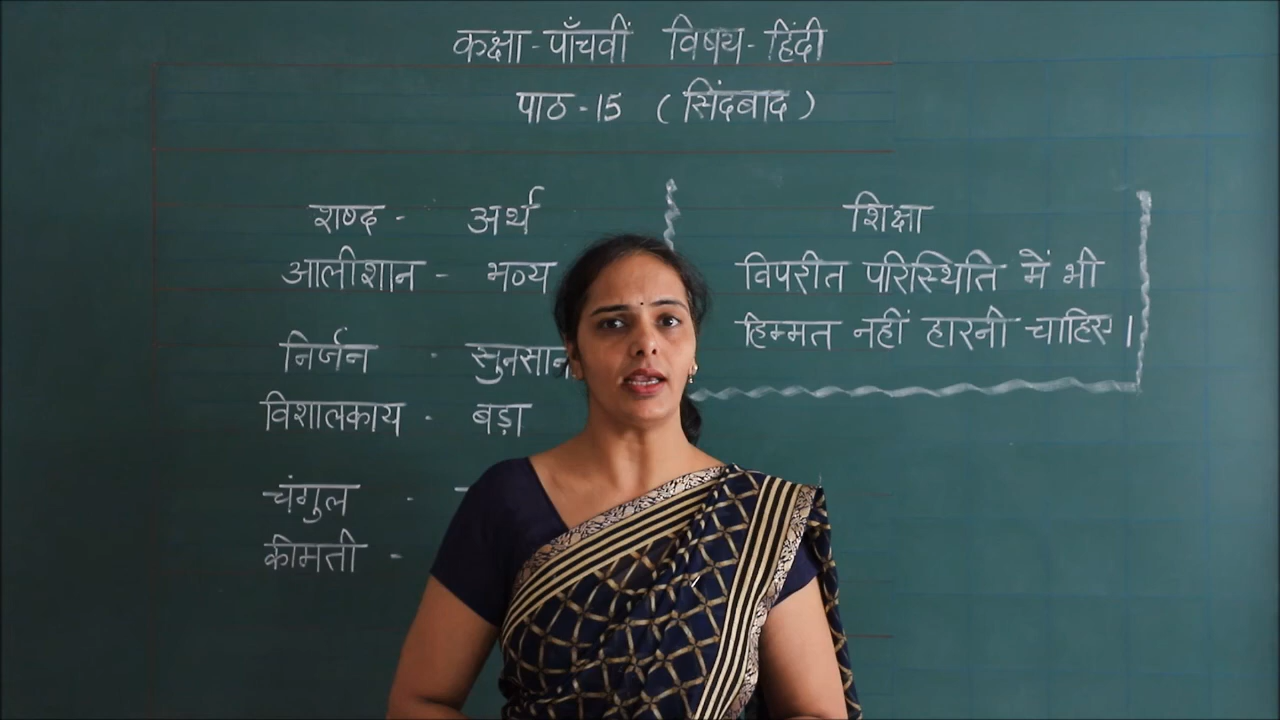 कक्षा - पाँचवीं विषय - हिंदी
पाठ - 15 (सिंदबाद)
शब्द - अर्थ
आलीशान - भव्य
निर्जन - सुनसान
विशालकाय - बड़ा
चंगुल -
कीमती -
शिक्षा
विपरीत परिस्थिति में भी
हिम्मत नहीं हारनी चाहिए।